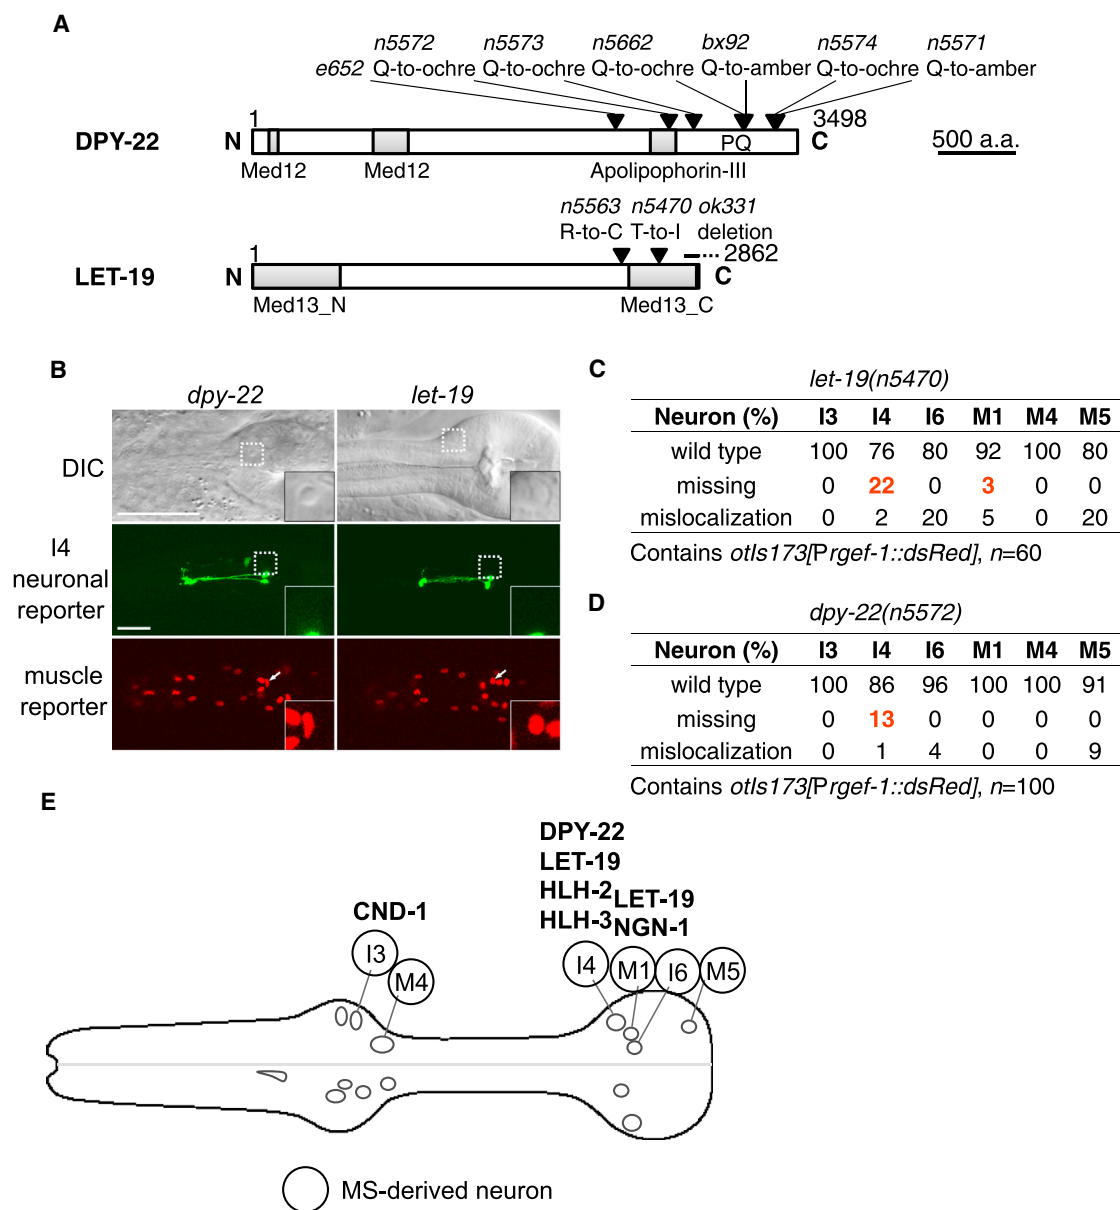 A
n5572 n5573 n5662 bx92 n5574 n5571
e652 Q-to-ochre Q-to-ochre Q-to-ochre Q-to-amber Q-to-ochre Q-to-amber
1 3498
DPY-22 N PQ C 500 a.a.
Med12 Med12 Apolipophorin-III
n5563 n5470 ok331
R-to-C T-to-I deletion
1 2862
LET-19 N C
Med13_N Med13_C
B
dpy-22 let-19
DIC
I4
neuronal
reporter
muscle
reporter
C
let-19(n5470)
Neuron (%) I3 I4 I6 M1 M4 M5
wild type 100 76 80 92 100 80
missing 0 22 0 3 0 0
mislocalization 0 2 20 5 0 20
Contains otIs173[Prgef-1::dsRed], n=60
D
dpy-22(n5572)
Neuron (%) I3 I4 I6 M1 M4 M5
wild type 100 86 96 100 100 91
missing 0 13 0 0 0 0
mislocalization 0 1 4 0 0 9
Contains otIs173[Prgef-1::dsRed], n=100
E
DPY-22
LET-19
HLH-2 LET-19
CND-1 HLH-3 NGN-1
I3 M4 I4 M1 I6 M5
MS-derived neuron